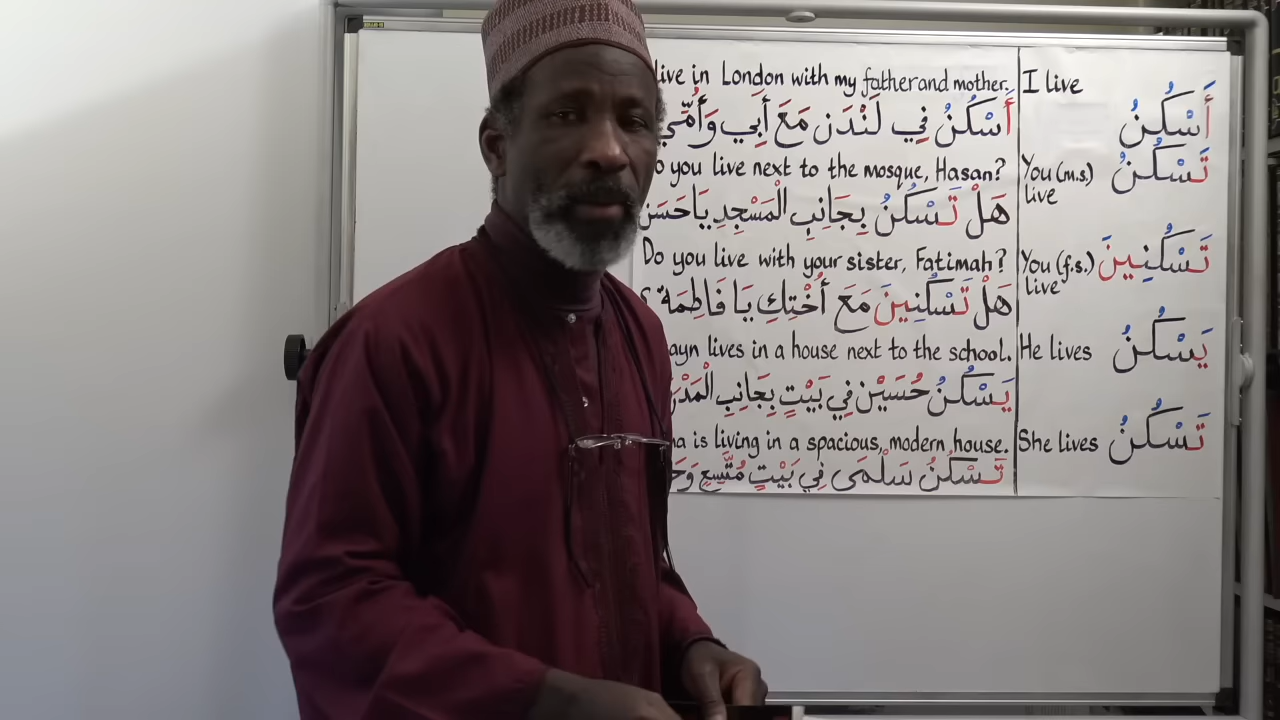 live in London with my father and mother.
أَسْكُنُ فِي لَنْدَن مَعَ أَبِي وَأُمِّي
you live next to the mosque, Hasan?
هَلْ تَسْكُنُ بِجَانِبِ الْمَسْجِدِ يَا حَسَن
Do you live with your sister, Fatimah?
هَلْ تَسْكُنِينَ مَعَ أُخْتِكِ يَا فَاطِمَة؟
lives in a house next to the school.
يَسْكُنُ حُسَيْن فِي بَيْتٍ بِجَانِبِ
is living in a spacious, modern house.
تَسْكُنُ سَلْمَى فِي بَيْتٍ مُتَّسِعٍ
I live
أَسْكُنُ
You (m.s.) تَسْكُنُ
live
You (f.s.) تَسْكُنِينَ
live
He lives يَسْكُنُ
She lives تَسْكُنُ